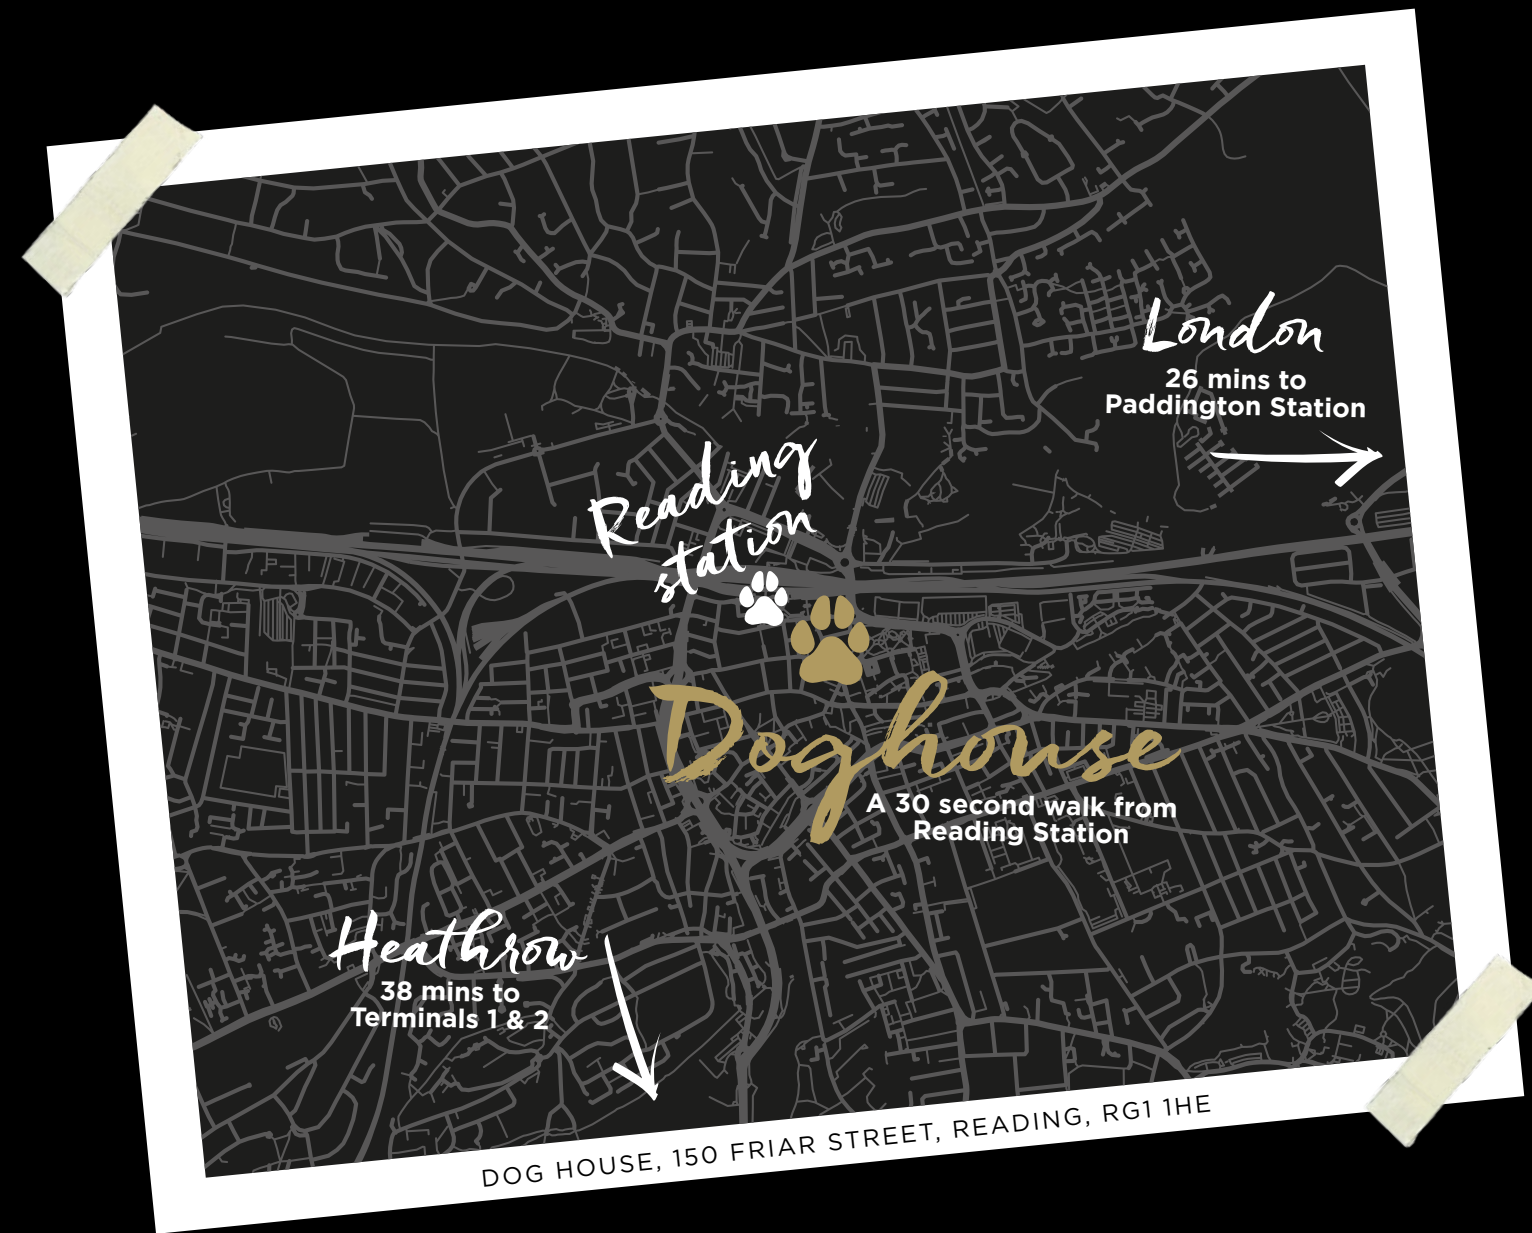 London
26 mins to
Paddington Station
Reading
station
Doghouse
A 30 second walk from
Reading Station
Heathrow
38 mins to
Terminals 1 & 2
DOG HOUSE, 150 FRIAR STREET, READING, RG1 1HE